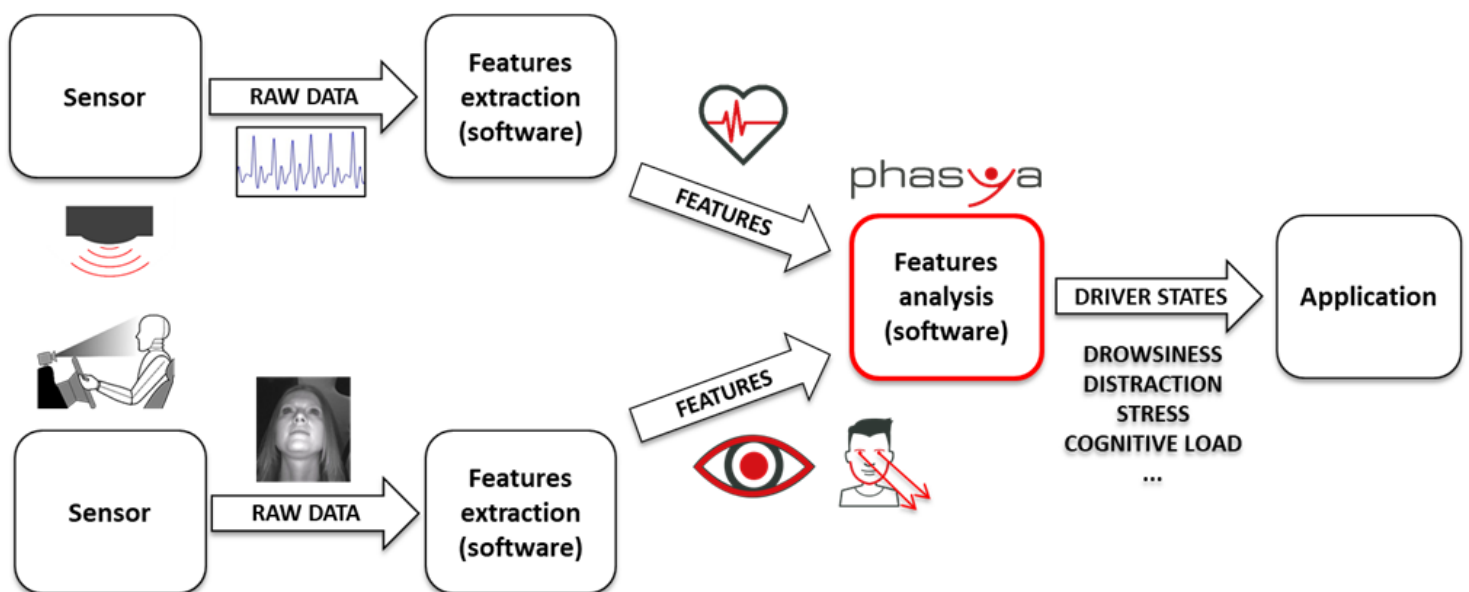 Sensor
RAW DATA
Features
extraction
(software)
FEATURES
phasya
Features
analysis
(software)
DRIVER STATES
DROWSINESS
DISTRACTION
STRESS
COGNITIVE LOAD
...
Application
Sensor
RAW DATA
Features
extraction
(software)
FEATURES